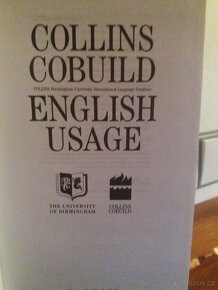 COLLINS
COBUILD
COLLINS Birmingham University International Language Database
ENGLISH
USAGE
THE UNIVERSITY
OF BIRMINGHAM
COLLINS
COBUILD